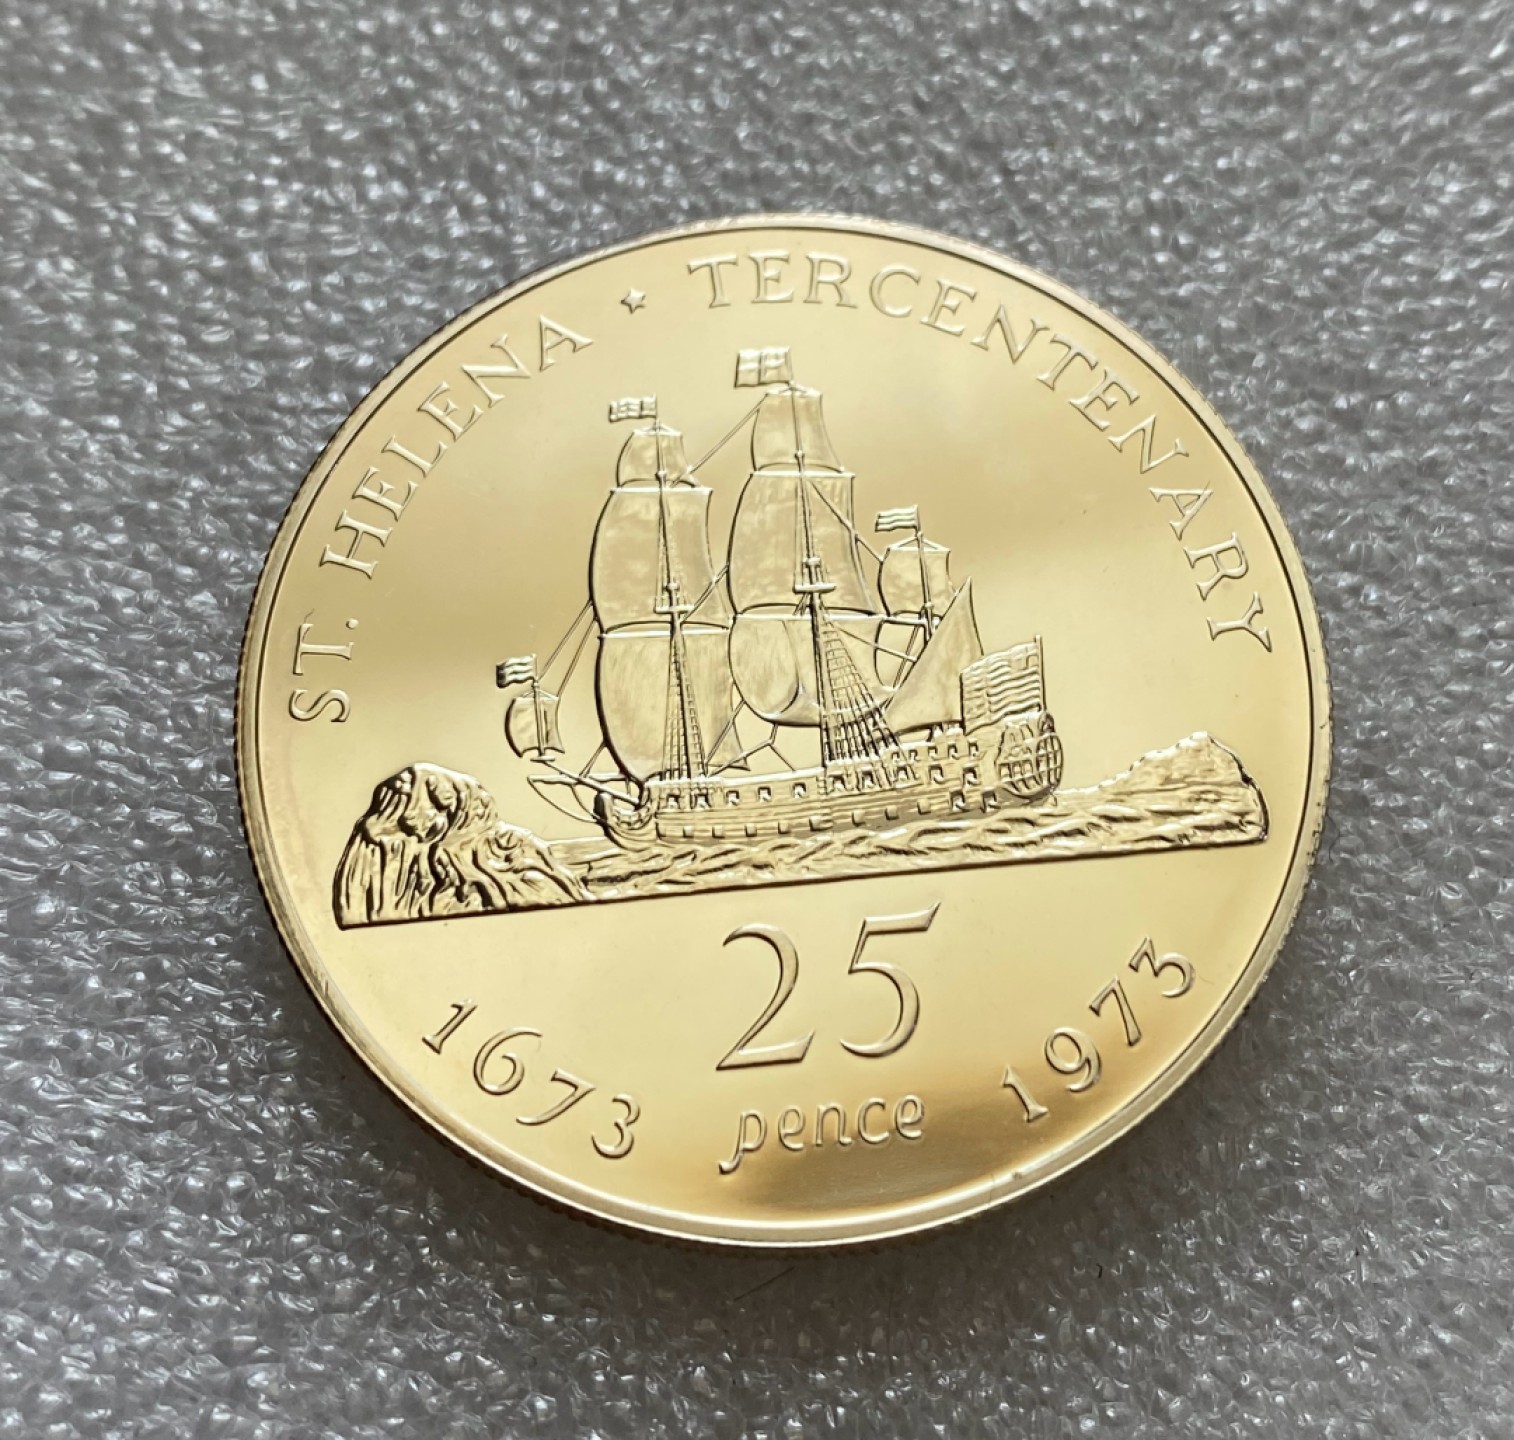 ST. HELENA ★ TERCENTENARY
25
pence
1673 1973